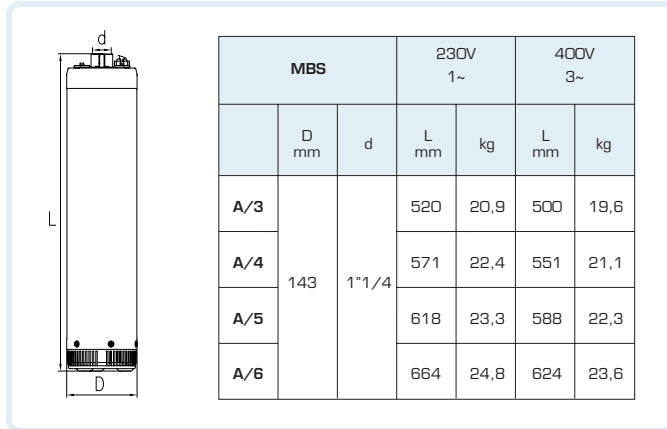 d
L
D
MBS 230V 400V
1~ 3~
D d L kg L kg
mm mm mm
A/3 520 20,9 500 19,6
A/4 571 22,4 551 21,1
143 1"1/4
A/5 618 23,3 588 22,3
A/6 664 24,8 624 23,6